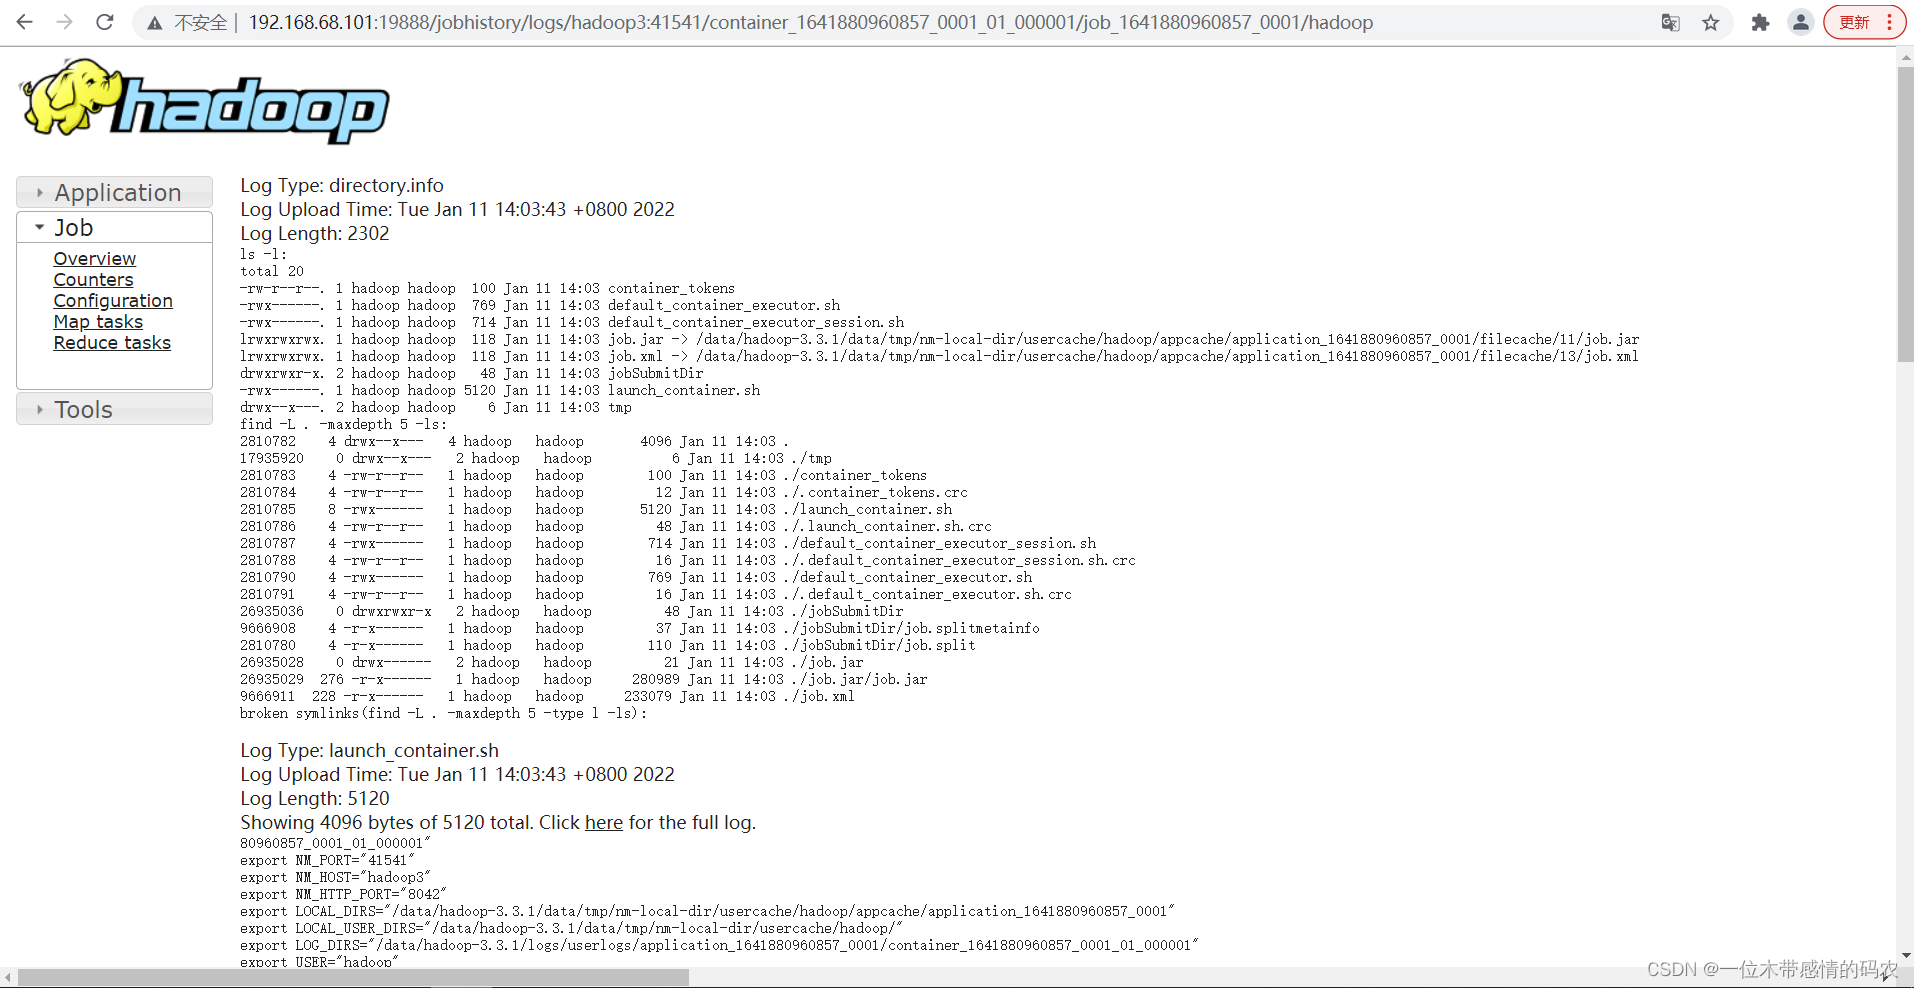 不安全 | 192.168.68.101:19888/jobhistory/logs/hadoop3:41541/container_1641880960857_0001_01_000001/job_1641880960857_0001/hadoop
更新
hadoop
Application
Job
Overview
Counters
Configuration
Map tasks
Reduce tasks
Tools
Log Type: directory.info
Log Upload Time: Tue Jan 11 14:03:43 +0800 2022
Log Length: 2302
ls -l:
total 20
-rw-r--r--. 1 hadoop hadoop  100 Jan 11 14:03 container_tokens
-rwx------. 1 hadoop hadoop  769 Jan 11 14:03 default_container_executor.sh
-rwx------. 1 hadoop hadoop  714 Jan 11 14:03 default_container_executor_session.sh
lrwxrwxrwx. 1 hadoop hadoop  118 Jan 11 14:03 job.jar -> /data/hadoop-3.3.1/data/tmp/nm-local-dir/usercache/hadoop/appcache/application_1641880960857_0001/filecache/11/job.jar
lrwxrwxrwx. 1 hadoop hadoop  118 Jan 11 14:03 job.xml -> /data/hadoop-3.3.1/data/tmp/nm-local-dir/usercache/hadoop/appcache/application_1641880960857_0001/filecache/13/job.xml
drwxrwxr-x. 2 hadoop hadoop   48 Jan 11 14:03 jobSubmitDir
-rwx------. 1 hadoop hadoop 5120 Jan 11 14:03 launch_container.sh
drwx--x---. 2 hadoop hadoop    6 Jan 11 14:03 tmp
find -L . -maxdepth 5 -ls:
2810782    4 drwx--x---   4 hadoop   hadoop       4096 Jan 11 14:03 .
17935920    0 drwx--x---   2 hadoop   hadoop          6 Jan 11 14:03 ./tmp
2810783    4 -rw-r--r--   1 hadoop   hadoop        100 Jan 11 14:03 ./container_tokens
2810784    4 -rw-r--r--   1 hadoop   hadoop         12 Jan 11 14:03 ./.container_tokens.crc
2810785    8 -rwx------   1 hadoop   hadoop       5120 Jan 11 14:03 ./launch_container.sh
2810786    4 -rw-r--r--   1 hadoop   hadoop         48 Jan 11 14:03 ./.launch_container.sh.crc
2810787    4 -rwx------   1 hadoop   hadoop        714 Jan 11 14:03 ./default_container_executor_session.sh
2810788    4 -rw-r--r--   1 hadoop   hadoop         16 Jan 11 14:03 ./.default_container_executor_session.sh.crc
2810790    4 -rwx------   1 hadoop   hadoop        769 Jan 11 14:03 ./default_container_executor.sh
2810791    4 -rw-r--r--   1 hadoop   hadoop         16 Jan 11 14:03 ./.default_container_executor.sh.crc
26935036    0 drwxrwxr-x   2 hadoop   hadoop         48 Jan 11 14:03 ./jobSubmitDir
9666908    4 -r-x------   1 hadoop   hadoop         37 Jan 11 14:03 ./jobSubmitDir/job.splitmetainfo
2810780    4 -r-x------   1 hadoop   hadoop        110 Jan 11 14:03 ./jobSubmitDir/job.split
26935028    0 drwx------   2 hadoop   hadoop         21 Jan 11 14:03 ./job.jar
26935029  276 -r-x------   1 hadoop   hadoop     280989 Jan 11 14:03 ./job.jar/job.jar
9666911  228 -r-x------   1 hadoop   hadoop     233079 Jan 11 14:03 ./job.xml
broken symlinks(find -L . -maxdepth 5 -type l -ls):
Log Type: launch_container.sh
Log Upload Time: Tue Jan 11 14:03:43 +0800 2022
Log Length: 5120
Showing 4096 bytes of 5120 total. Click here for the full log.
80960857_0001_01_000001"
export NM_PORT="41541"
export NM_HOST="hadoop3"
export NM_HTTP_PORT="8042"
export LOCAL_DIRS="/data/hadoop-3.3.1/data/tmp/nm-local-dir/usercache/hadoop/appcache/application_1641880960857_0001"
export LOCAL_USER_DIRS="/data/hadoop-3.3.1/data/tmp/nm-local-dir/usercache/hadoop/"
export LOG_DIRS="/data/hadoop-3.3.1/logs/userlogs/application_1641880960857_0001/container_1641880960857_0001_01_000001"
export USER="hadoop"
CSDN @一位木带感情的码农